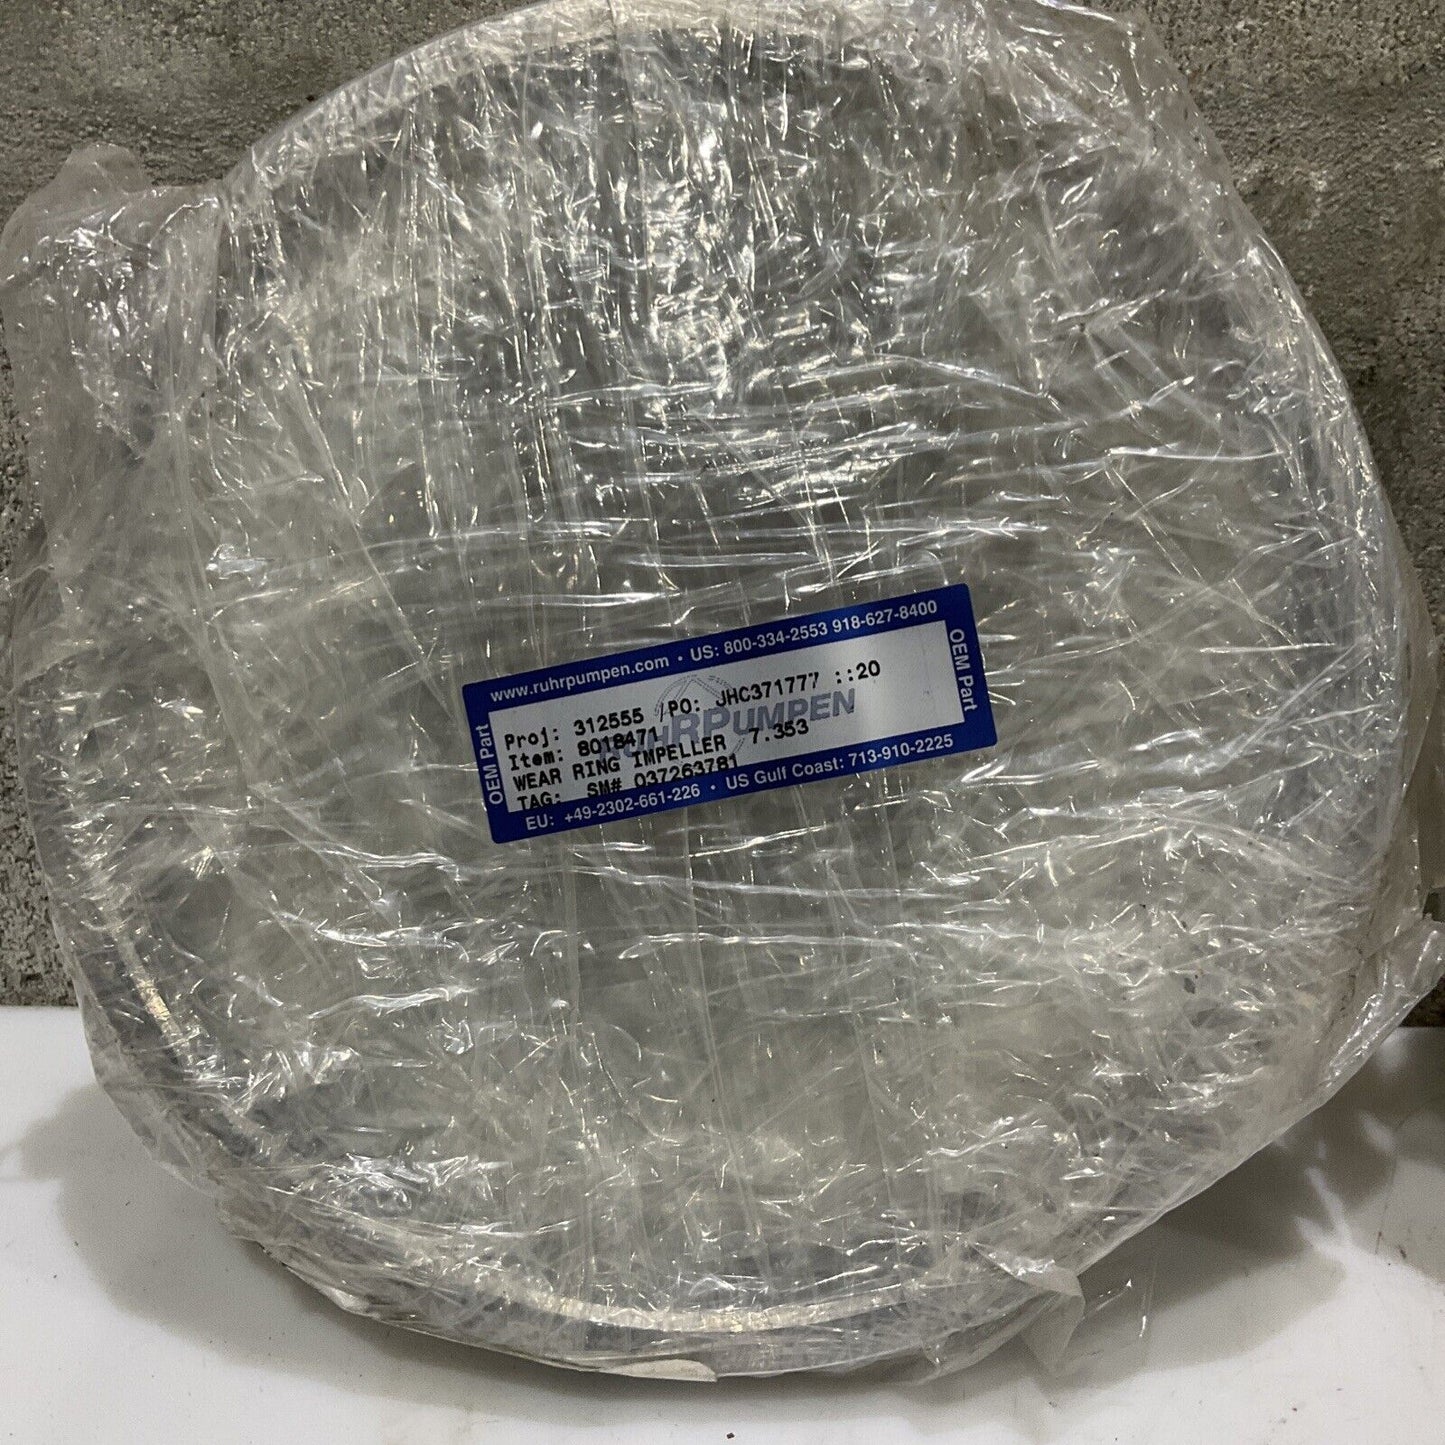 www.ruhrpumpen.com • US: 800-334-2553 918-627-8400
OEM Part
Proj: 312555 /PO: JHC371777 ::20
Item: 8018471
RUHRPUMPEN
WEAR RING IMPELLER 7.353
TAG: SM# 037263781
OEM Part
EU: +49-2302-661-226 • US Gulf Coast: 713-910-2225